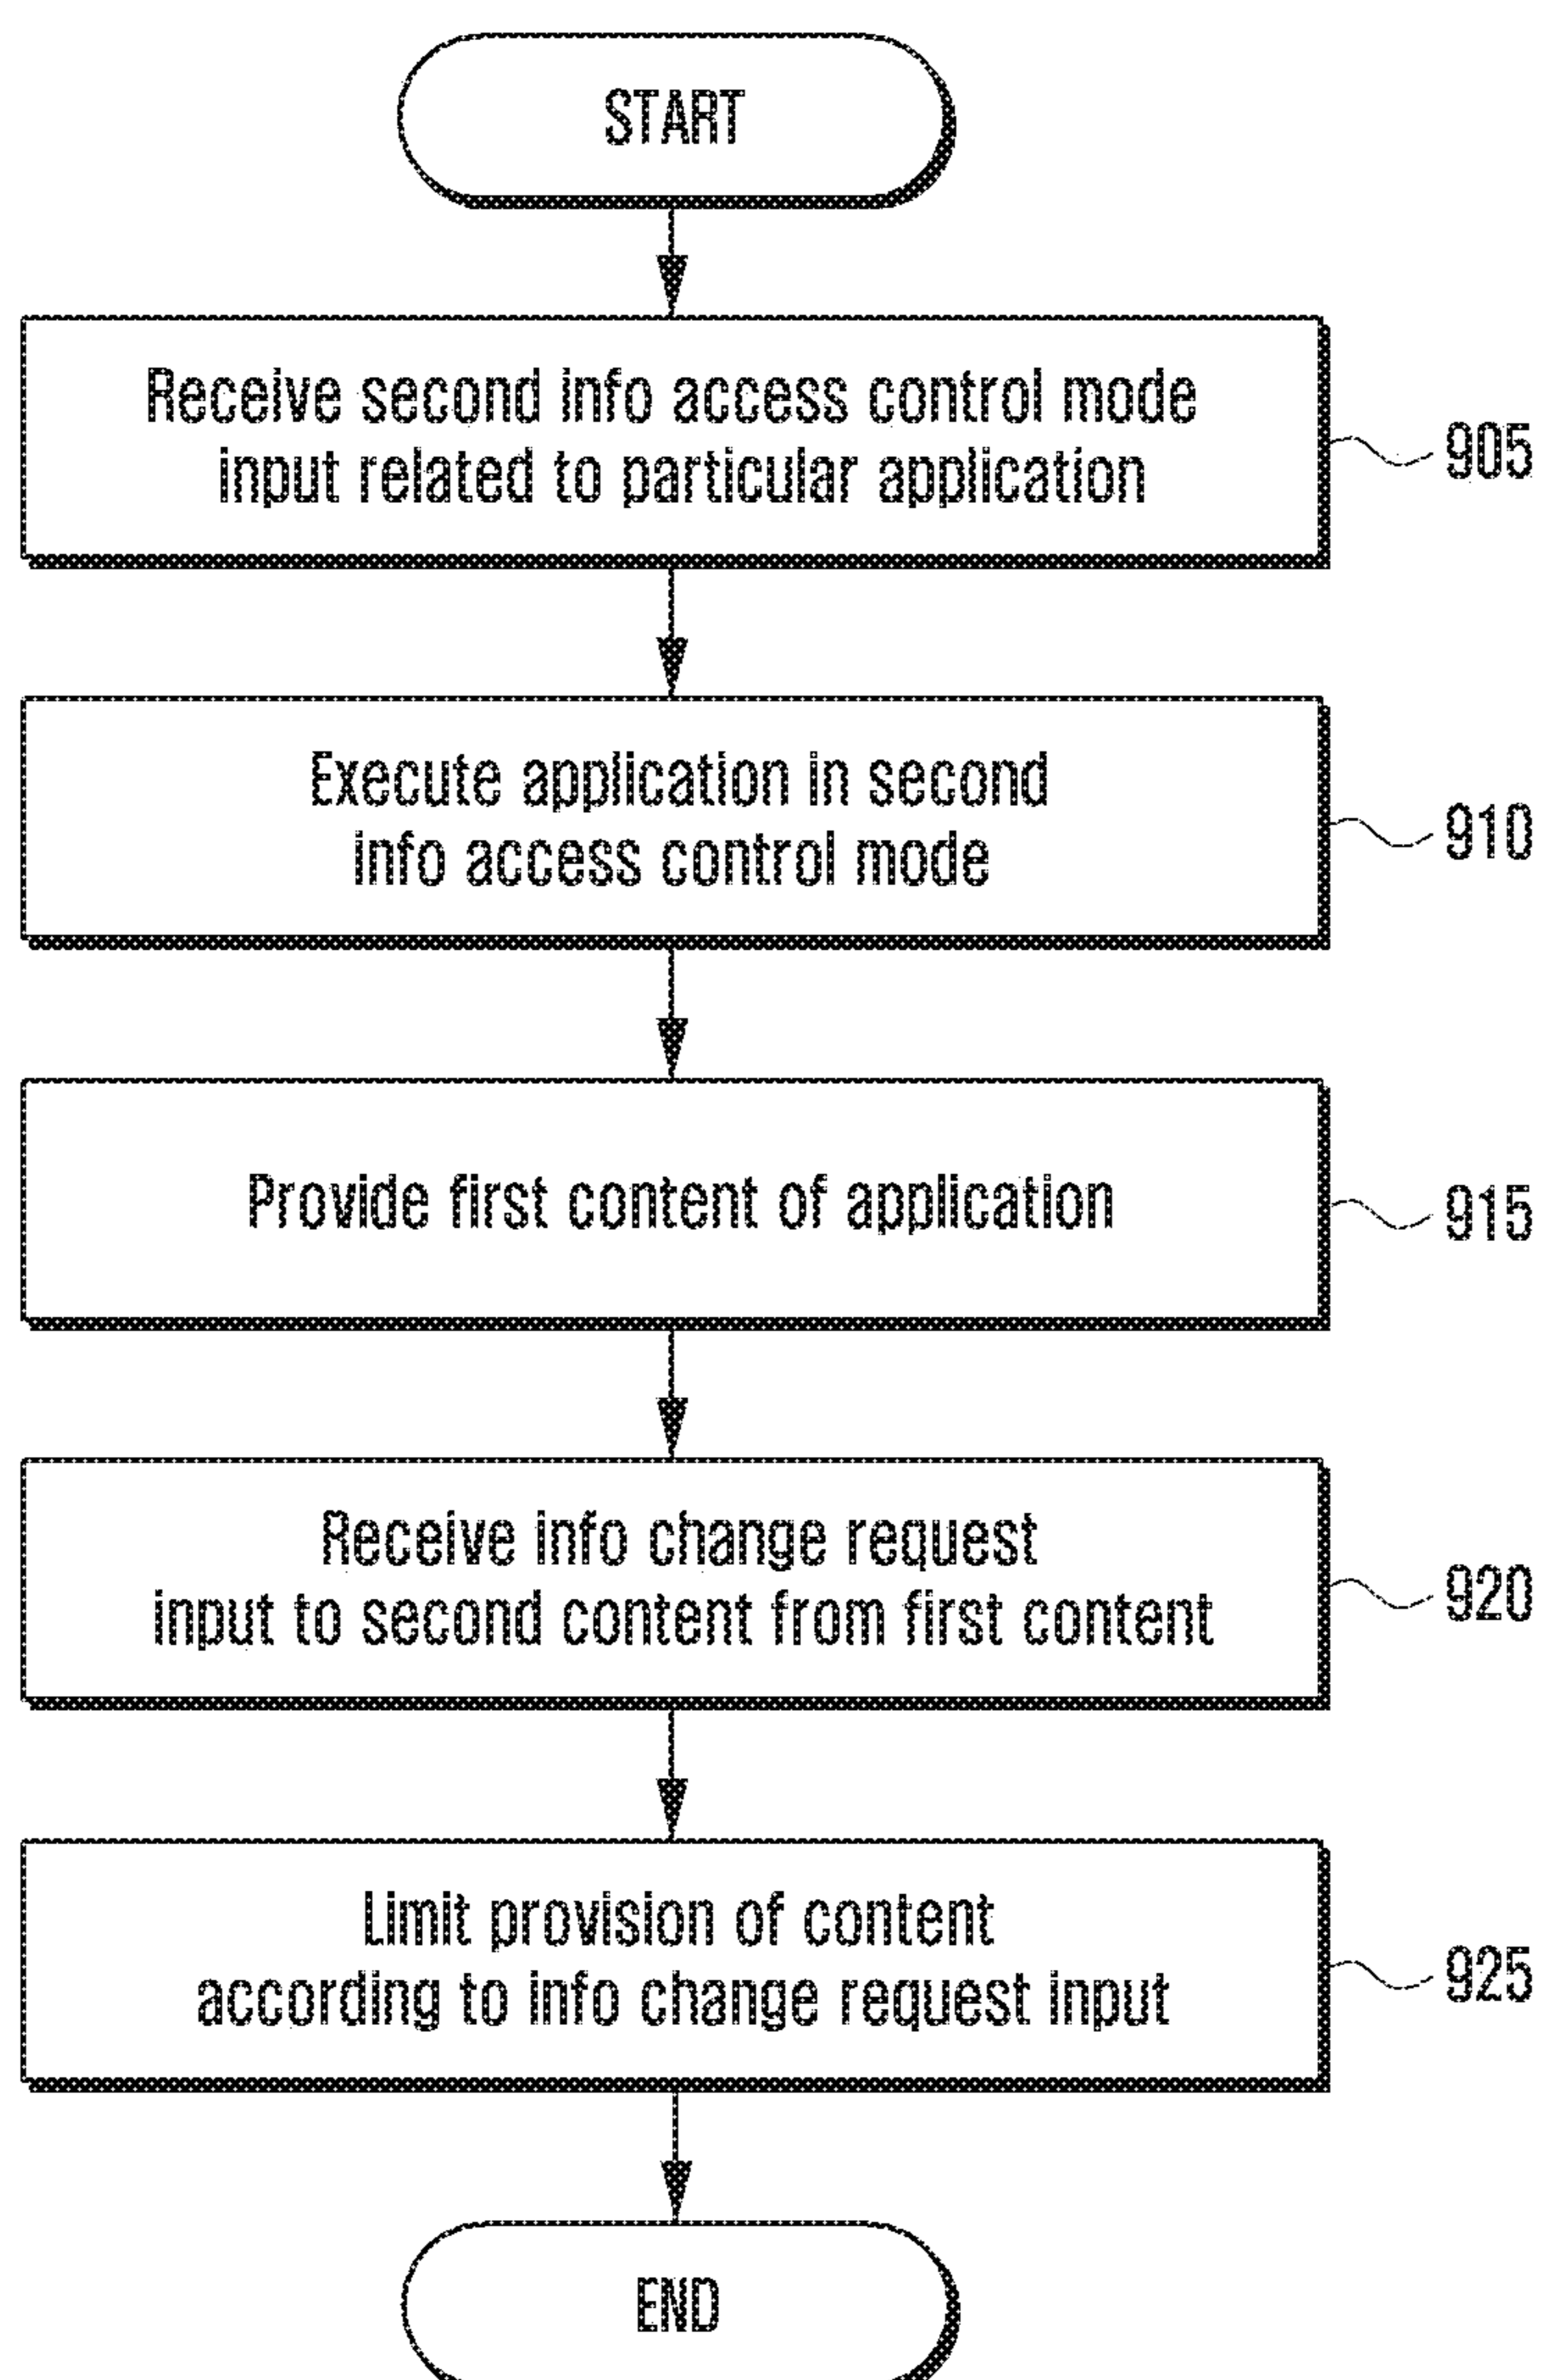 START
Receive second info access control mode
input related to particular application
905
Execute application in second
info access control mode
910
Provide first content of application
915
Receive info change request
input to second content from first content
920
Limit provision of content
according to info change request input
925
END